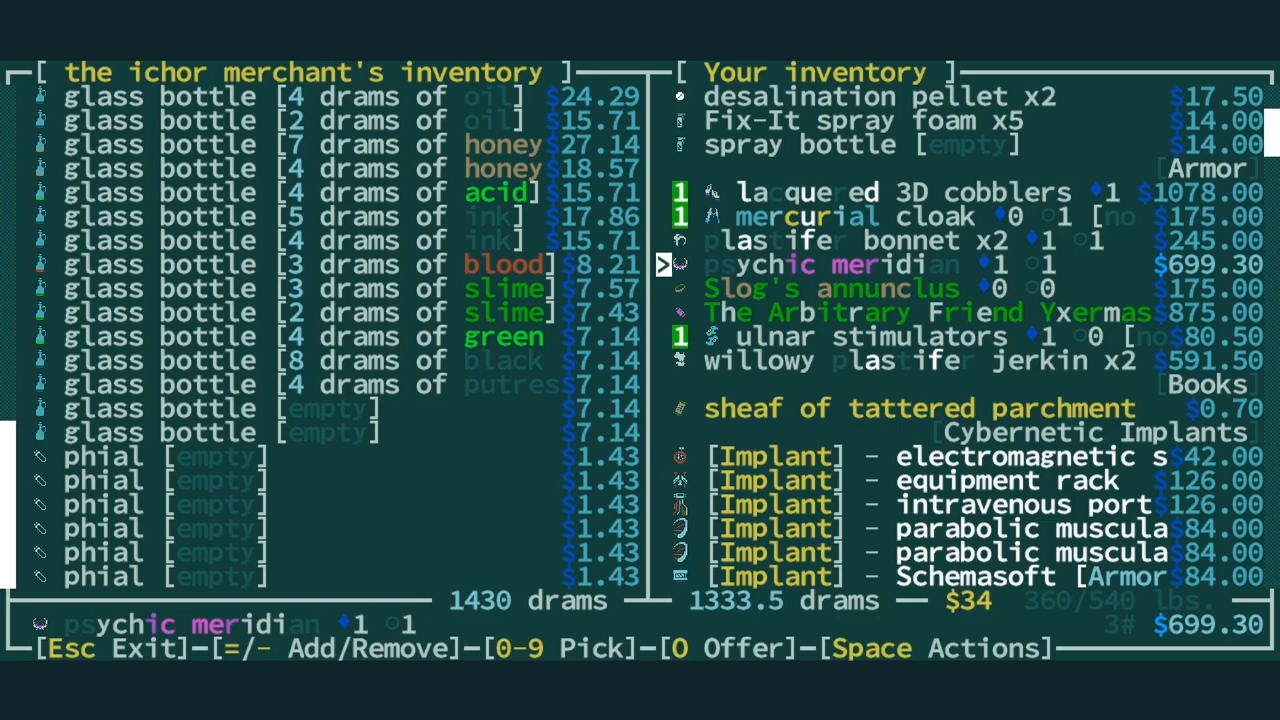 [ the ichor merchant's inventory ]
glass bottle [4 drams of oil] $24.29
glass bottle [2 drams of oil] $15.71
glass bottle [7 drams of honey $27.14
glass bottle [4 drams of honey $18.57
glass bottle [4 drams of acid] $15.71
glass bottle [5 drams of ink] $17.86
glass bottle [4 drams of ink] $15.71
glass bottle [3 drams of blood] $8.21
glass bottle [3 drams of slime] $7.57
glass bottle [2 drams of slime] $7.43
glass bottle [4 drams of green $7.14
glass bottle [8 drams of black $7.14
glass bottle [4 drams of putres $7.14
glass bottle [empty] $7.14
glass bottle [empty] $7.14
phial [empty] $1.43
phial [empty] $1.43
phial [empty] $1.43
phial [empty] $1.43
phial [empty] $1.43
phial [empty] $1.43
1430 drams
[ Your inventory ]
desalination pellet x2 $17.50
Fix-It spray foam x5 $14.00
spray bottle [empty] $14.00
[Armor]
1 lacquered 3D cobblers ♦1 $1078.00
1 mercurial cloak ♦0 ○1 [no $175.00
plastifer bonnet x2 ♦1 ○1 $245.00
> psychic meridian ♦1 ○1 $699.30
Slog's annunclus ♦0 ○0 $175.00
The Arbitrary Friend Yxermas $875.00
1 ulnar stimulators ♦1 ○0 [no $80.50
willowy plastifer jerkin x2 $591.50
[Books]
sheaf of tattered parchment $0.70
[Cybernetic Implants]
[Implant] - electromagnetic s $42.00
[Implant] - equipment rack $126.00
[Implant] - intravenous port $126.00
[Implant] - parabolic muscula $84.00
[Implant] - parabolic muscula $84.00
[Implant] - Schemasoft [Armor $84.00
1333.5 drams $34 360/540 lbs.
psychic meridian ♦1 ○1 3# $699.30
[Esc Exit]-[=/- Add/Remove]-[0-9 Pick]-[O Offer]-[Space Actions]